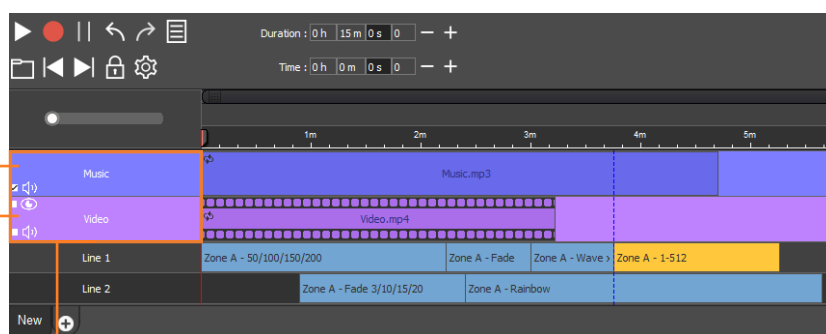 Duration : 0 h 15 m 0 s 0
Time : 0 h 0 m 0 s 0
1m 2m 3m 4m 5m
Music Music.mp3
Video Video.mp4
Line 1 Zone A - 50/100/150/200 Zone A - Fade Zone A - Wave Zone A - 1-512
Line 2 Zone A - Fade 3/10/15/20 Zone A - Rainbow
New